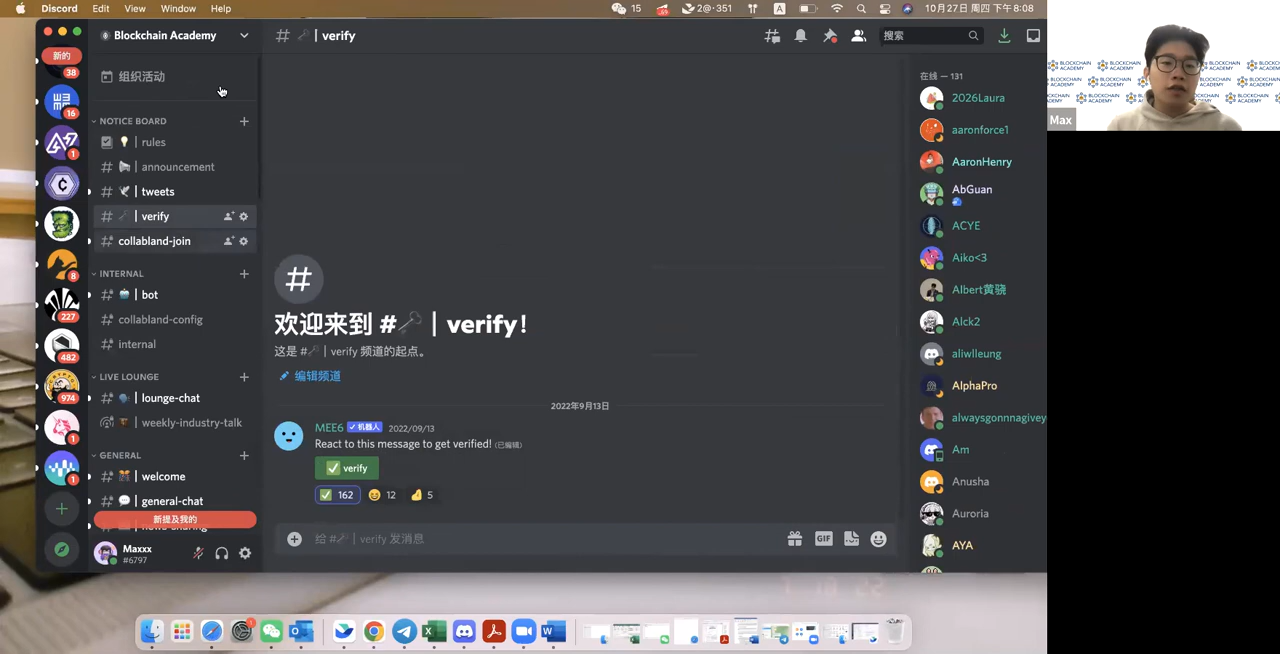 Discord Edit View Window Help
15
59
2@·351
A
10月27日 周四 下午8:08
Blockchain Academy
# | verify
搜索
新的
38
16
1
8
227
482
974
1
1
组织活动
NOTICE BOARD
rules
announcement
tweets
verify
collabland-join
INTERNAL
bot
collabland-config
internal
LIVE LOUNGE
lounge-chat
weekly-industry-talk
GENERAL
welcome
general-chat
新提及我的
Maxxx
#6797
#
欢迎来到 # | verify!
这是 # | verify 频道的起点。
编辑频道
2022年9月13日
MEE6 ✓机器人 2022/09/13
React to this message to get verified! (已编辑)
✅ verify
✅ 162 😄 12 👍 5
给 # | verify 发消息
GIF
在线 — 131
2026Laura
aaronforce1
AaronHenry
AbGuan
ACYE
Aiko<3
Albert黄骁
Alck2
aliwlleung
AlphaPro
alwaysgonnnagivey
Am
Anusha
Auroria
AYA
BLOCKCHAIN ACADEMY
Max